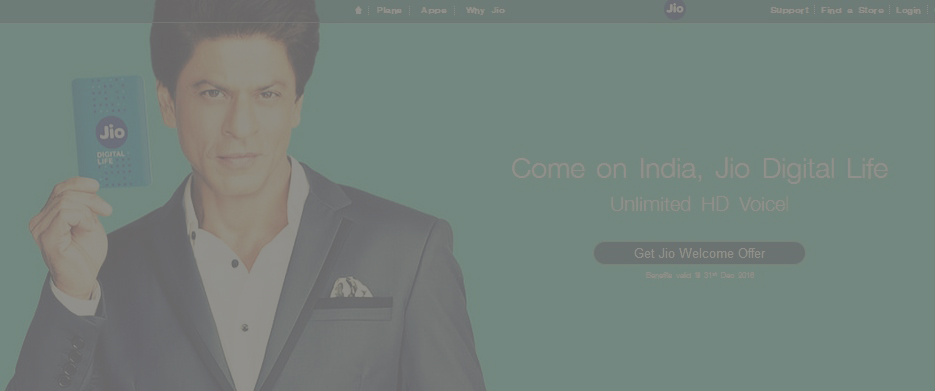 Plans Apps Why Jio Jio Support Find a Store Login
Jio
DIGITAL
LIFE
Come on India, Jio Digital Life
Unlimited HD Voice!
Get Jio Welcome Offer
Benefits valid till 31st Dec 2016